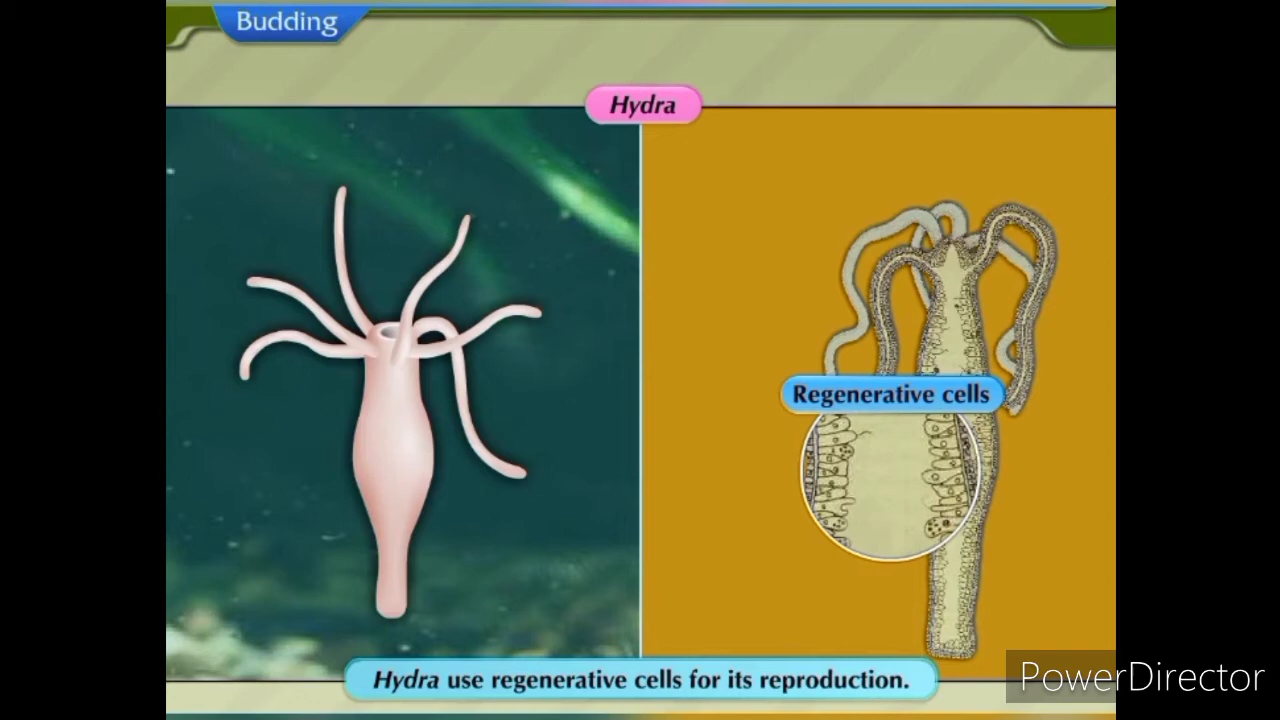 Budding
Hydra
Regenerative cells
Hydra use regenerative cells for its reproduction.
PowerDirector